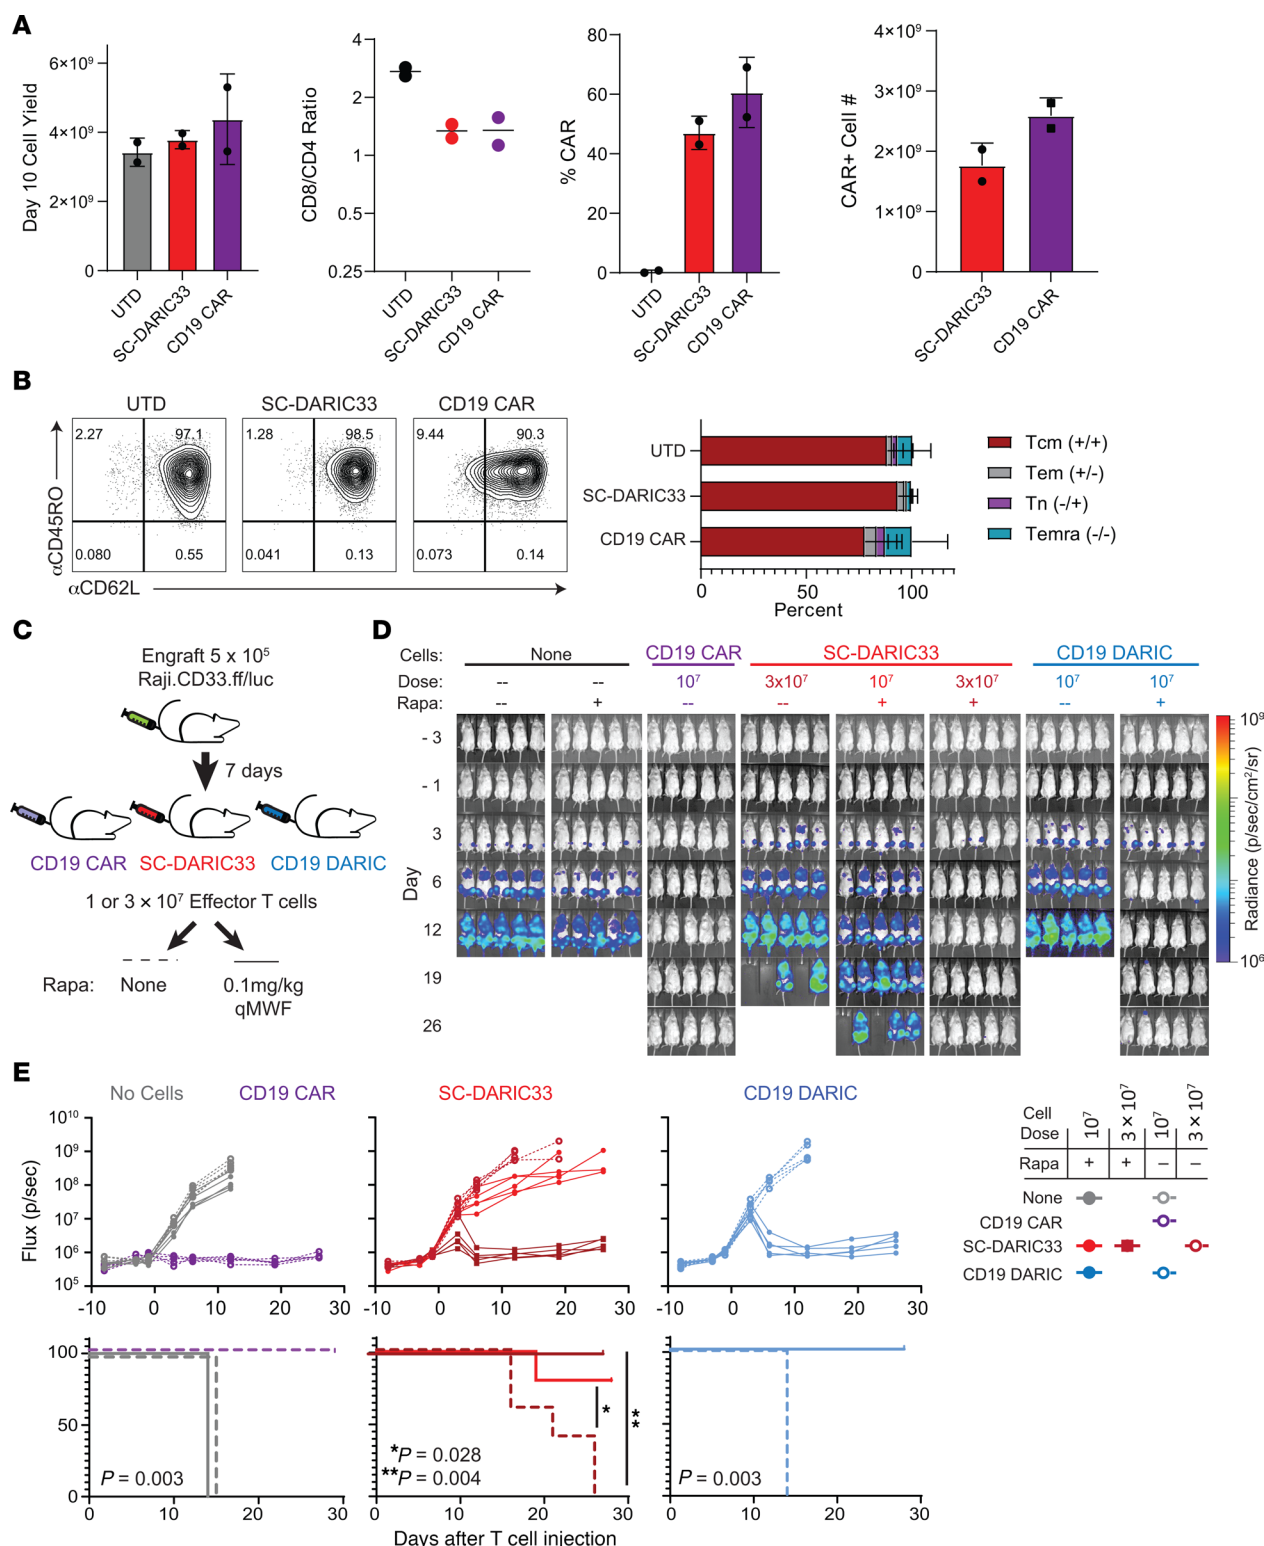 A
Day 10 Cell Yield
6×10⁹
4×10⁹
2×10⁹
0
UTD
SC-DARIC33
CD19 CAR
CD8/CD4 Ratio
4
2
1
0.5
0.25
UTD
SC-DARIC33
CD19 CAR
% CAR
80
60
40
20
0
UTD
SC-DARIC33
CD19 CAR
CAR+ Cell #
4×10⁹
3×10⁹
2×10⁹
1×10⁹
0
SC-DARIC33
CD19 CAR
B
UTD
SC-DARIC33
CD19 CAR
2.27 97.1
0.080 0.55
1.28 98.5
0.041 0.13
9.44 90.3
0.073 0.14
αCD45RO
αCD62L
UTD
SC-DARIC33
CD19 CAR
0 50 100
Percent
Tcm (+/+)
Tem (+/-)
Tn (-/+)
Temra (-/-)
C
Engraft 5 x 10⁵
Raji.CD33.ff/luc
7 days
CD19 CAR SC-DARIC33 CD19 DARIC
1 or 3 × 10⁷ Effector T cells
Rapa: None 0.1mg/kg
qMWF
D
Cells: None CD19 CAR SC-DARIC33 CD19 DARIC
Dose: -- -- 10⁷ 3x10⁷ 10⁷ 3x10⁷ 10⁷ 10⁷
Rapa: -- + -- -- + + -- +
Day
- 3
- 1
3
6
12
19
26
10⁹
Radiance (p/sec/cm²/sr)
10⁶
E
No Cells CD19 CAR SC-DARIC33 CD19 DARIC
Flux (p/sec)
10¹⁰
10⁹
10⁸
10⁷
10⁶
10⁵
-10 0 10 20 30
-10 0 10 20 30
-10 0 10 20 30
Cell
Dose
10⁷ 3 × 10⁷ 10⁷ 3 × 10⁷
Rapa + + − −
None
CD19 CAR
SC-DARIC33
CD19 DARIC
100
50
0
P = 0.003
0 10 20 30
*P = 0.028
**P = 0.004
*
**
0 10 20 30
P = 0.003
0 10 20 30
Days after T cell injection